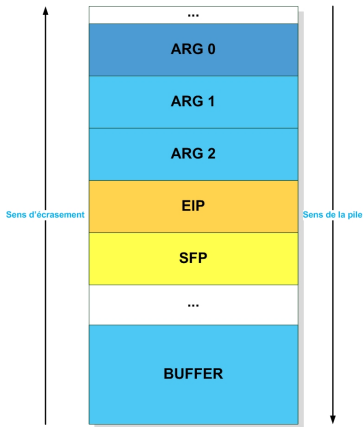 ...
ARG 0
ARG 1
ARG 2
EIP
Sens d'écrasement
Sens de la pile
SFP
...
BUFFER